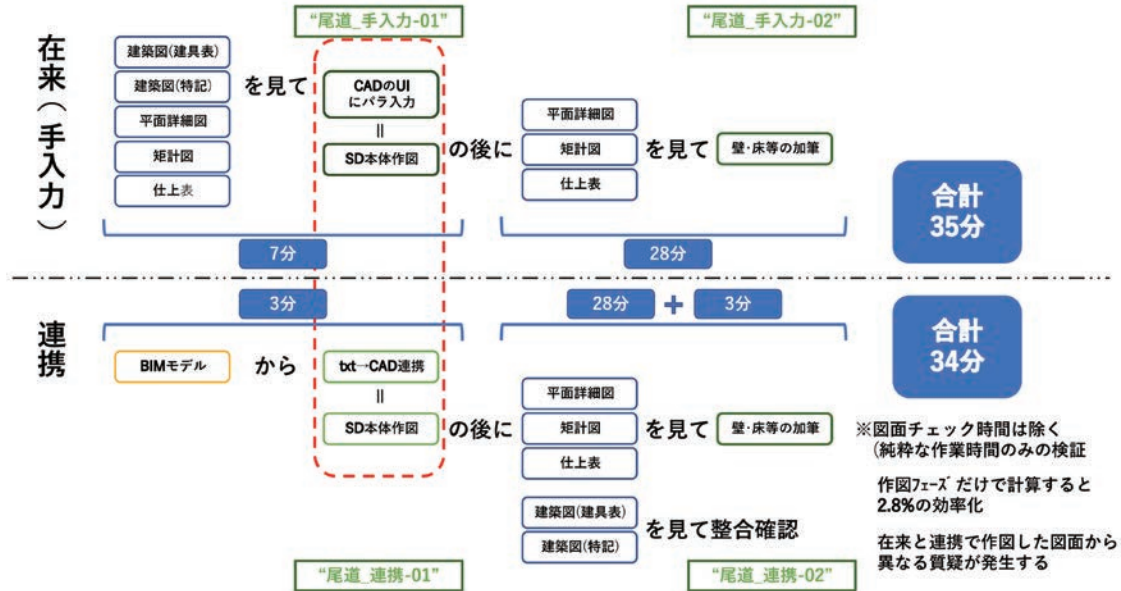 “尾道_手入力-01”
“尾道_手入力-02”
在来(手入力)
建築図(建具表)
建築図(特記)
平面詳細図
矩計図
仕上表
を見て
CADのUI
にパラ入力
=
SD本体作図
の後に
平面詳細図
矩計図
仕上表
を見て
壁・床等の加筆
7分
28分
合計
35分
連携
3分
28分 + 3分
BIMモデル
から
txt→CAD連携
=
SD本体作図
の後に
平面詳細図
矩計図
仕上表
を見て
壁・床等の加筆
建築図(建具表)
建築図(特記)
を見て整合確認
合計
34分
※図面チェック時間は除く
(純粋な作業時間のみの検証
作図ﾌｪｰｽﾞだけで計算すると
2.8%の効率化
在来と連携で作図した図面から
異なる質疑が発生する
“尾道_連携-01”
“尾道_連携-02”